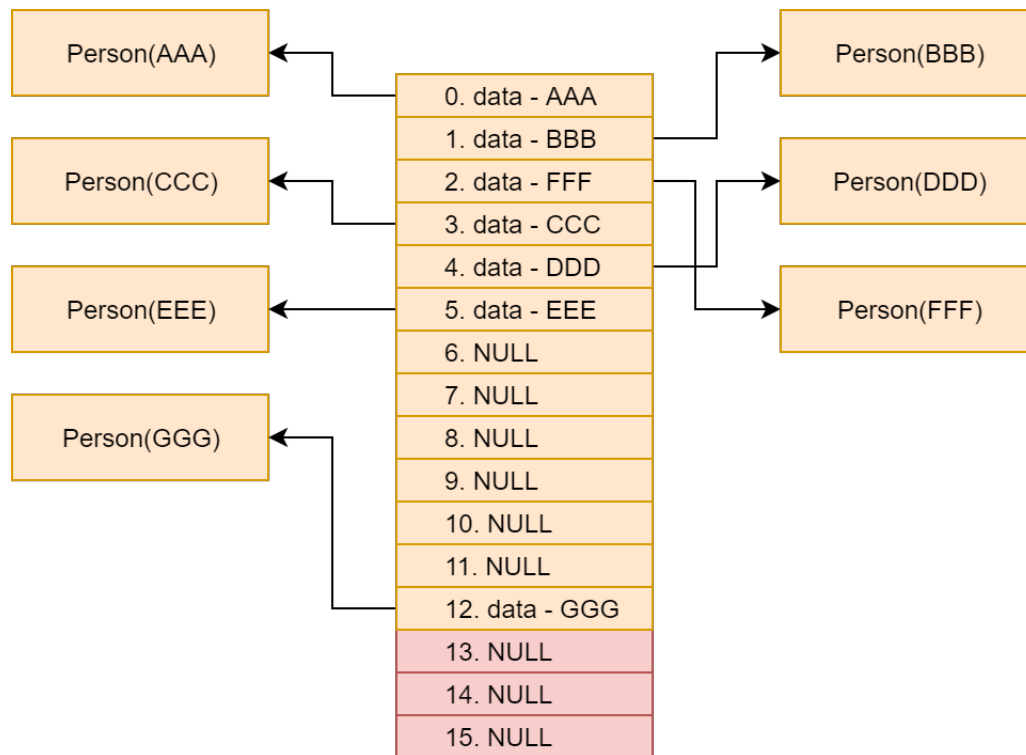 Person(AAA)
Person(CCC)
Person(EEE)
Person(GGG)
0. data - AAA
1. data - BBB
2. data - FFF
3. data - CCC
4. data - DDD
5. data - EEE
6. NULL
7. NULL
8. NULL
9. NULL
10. NULL
11. NULL
12. data - GGG
13. NULL
14. NULL
15. NULL
Person(BBB)
Person(DDD)
Person(FFF)